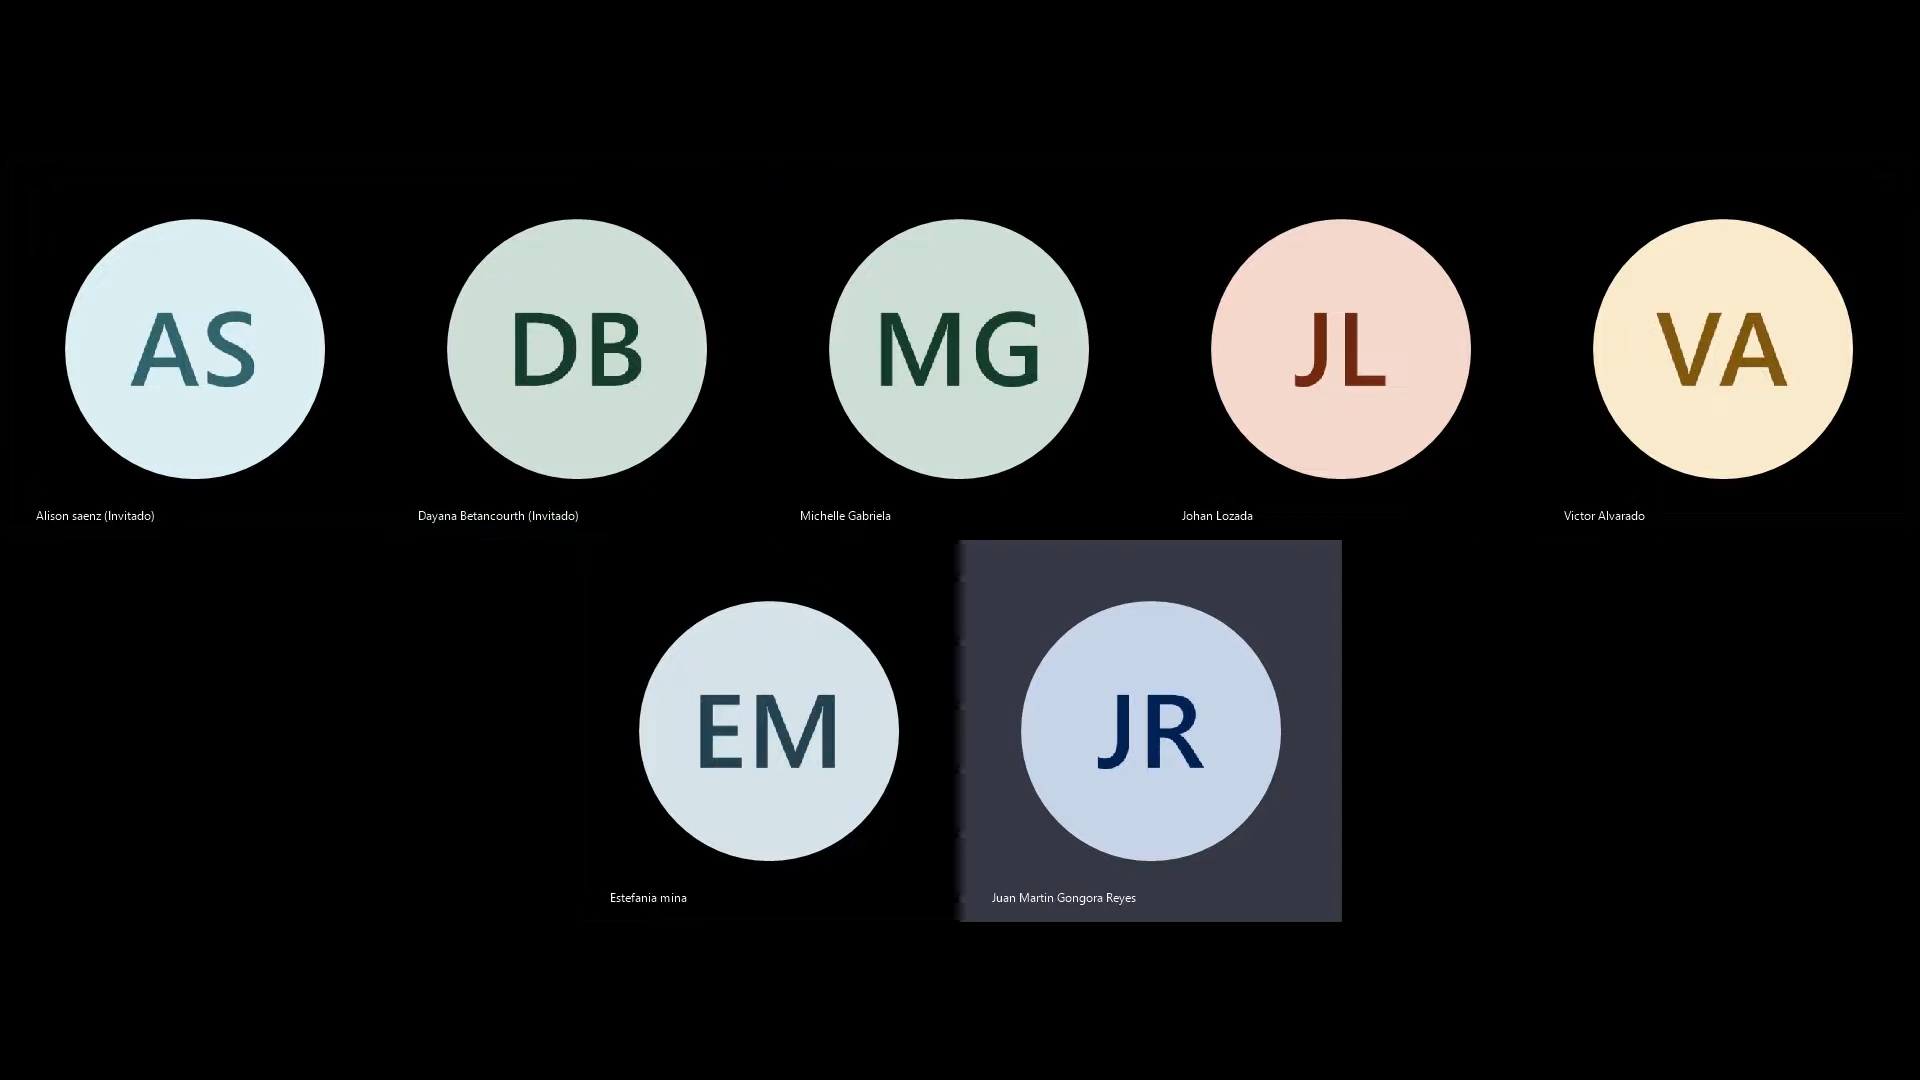 AS
DB
MG
JL
VA
Alison saenz (Invitado)
Dayana Betancourth (Invitado)
Michelle Gabriela
Johan Lozada
Victor Alvarado
EM
JR
Estefania mina
Juan Martin Gongora Reyes